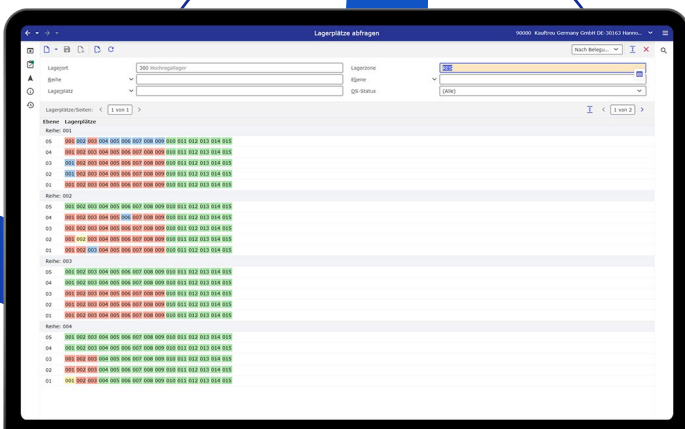 Lagerplätze abfragen
90000 Kauftrou Germany GmbH DE-30163 Hanno...
Nach Belegu...
Lagerort
360 Hochregallager
Lagerzone
Reihe
Ebene
Lagerplatz
QS-Status
(Alle)
Lagerplätze/Seiten:
1 von 1
1 von 2
Ebene Lagerplätze
Reihe: 001
05 001 002 003 004 005 006 007 008 009 010 011 012 013 014 015
04 001 002 003 004 005 006 007 008 009 010 011 012 013 014 015
03 001 002 003 004 005 006 007 008 009 010 011 012 013 014 015
02 001 002 003 004 005 006 007 008 009 010 011 012 013 014 015
01 001 002 003 004 005 006 007 008 009 010 011 012 013 014 015
Reihe: 002
05 001 002 003 004 005 006 007 008 009 010 011 012 013 014 015
04 001 002 003 004 005 006 007 008 009 010 011 012 013 014 015
03 001 002 003 004 005 006 007 008 009 010 011 012 013 014 015
02 001 002 003 004 005 006 007 008 009 010 011 012 013 014 015
01 001 002 003 004 005 006 007 008 009 010 011 012 013 014 015
Reihe: 003
05 001 002 003 004 005 006 007 008 009 010 011 012 013 014 015
04 001 002 003 004 005 006 007 008 009 010 011 012 013 014 015
03 001 002 003 004 005 006 007 008 009 010 011 012 013 014 015
02 001 002 003 004 005 006 007 008 009 010 011 012 013 014 015
01 001 002 003 004 005 006 007 008 009 010 011 012 013 014 015
Reihe: 004
05 001 002 003 004 005 006 007 008 009 010 011 012 013 014 015
04 001 002 003 004 005 006 007 008 009 010 011 012 013 014 015
03 001 002 003 004 005 006 007 008 009 010 011 012 013 014 015
02 001 002 003 004 005 006 007 008 009 010 011 012 013 014 015
01 001 002 003 004 005 006 007 008 009 010 011 012 013 014 015